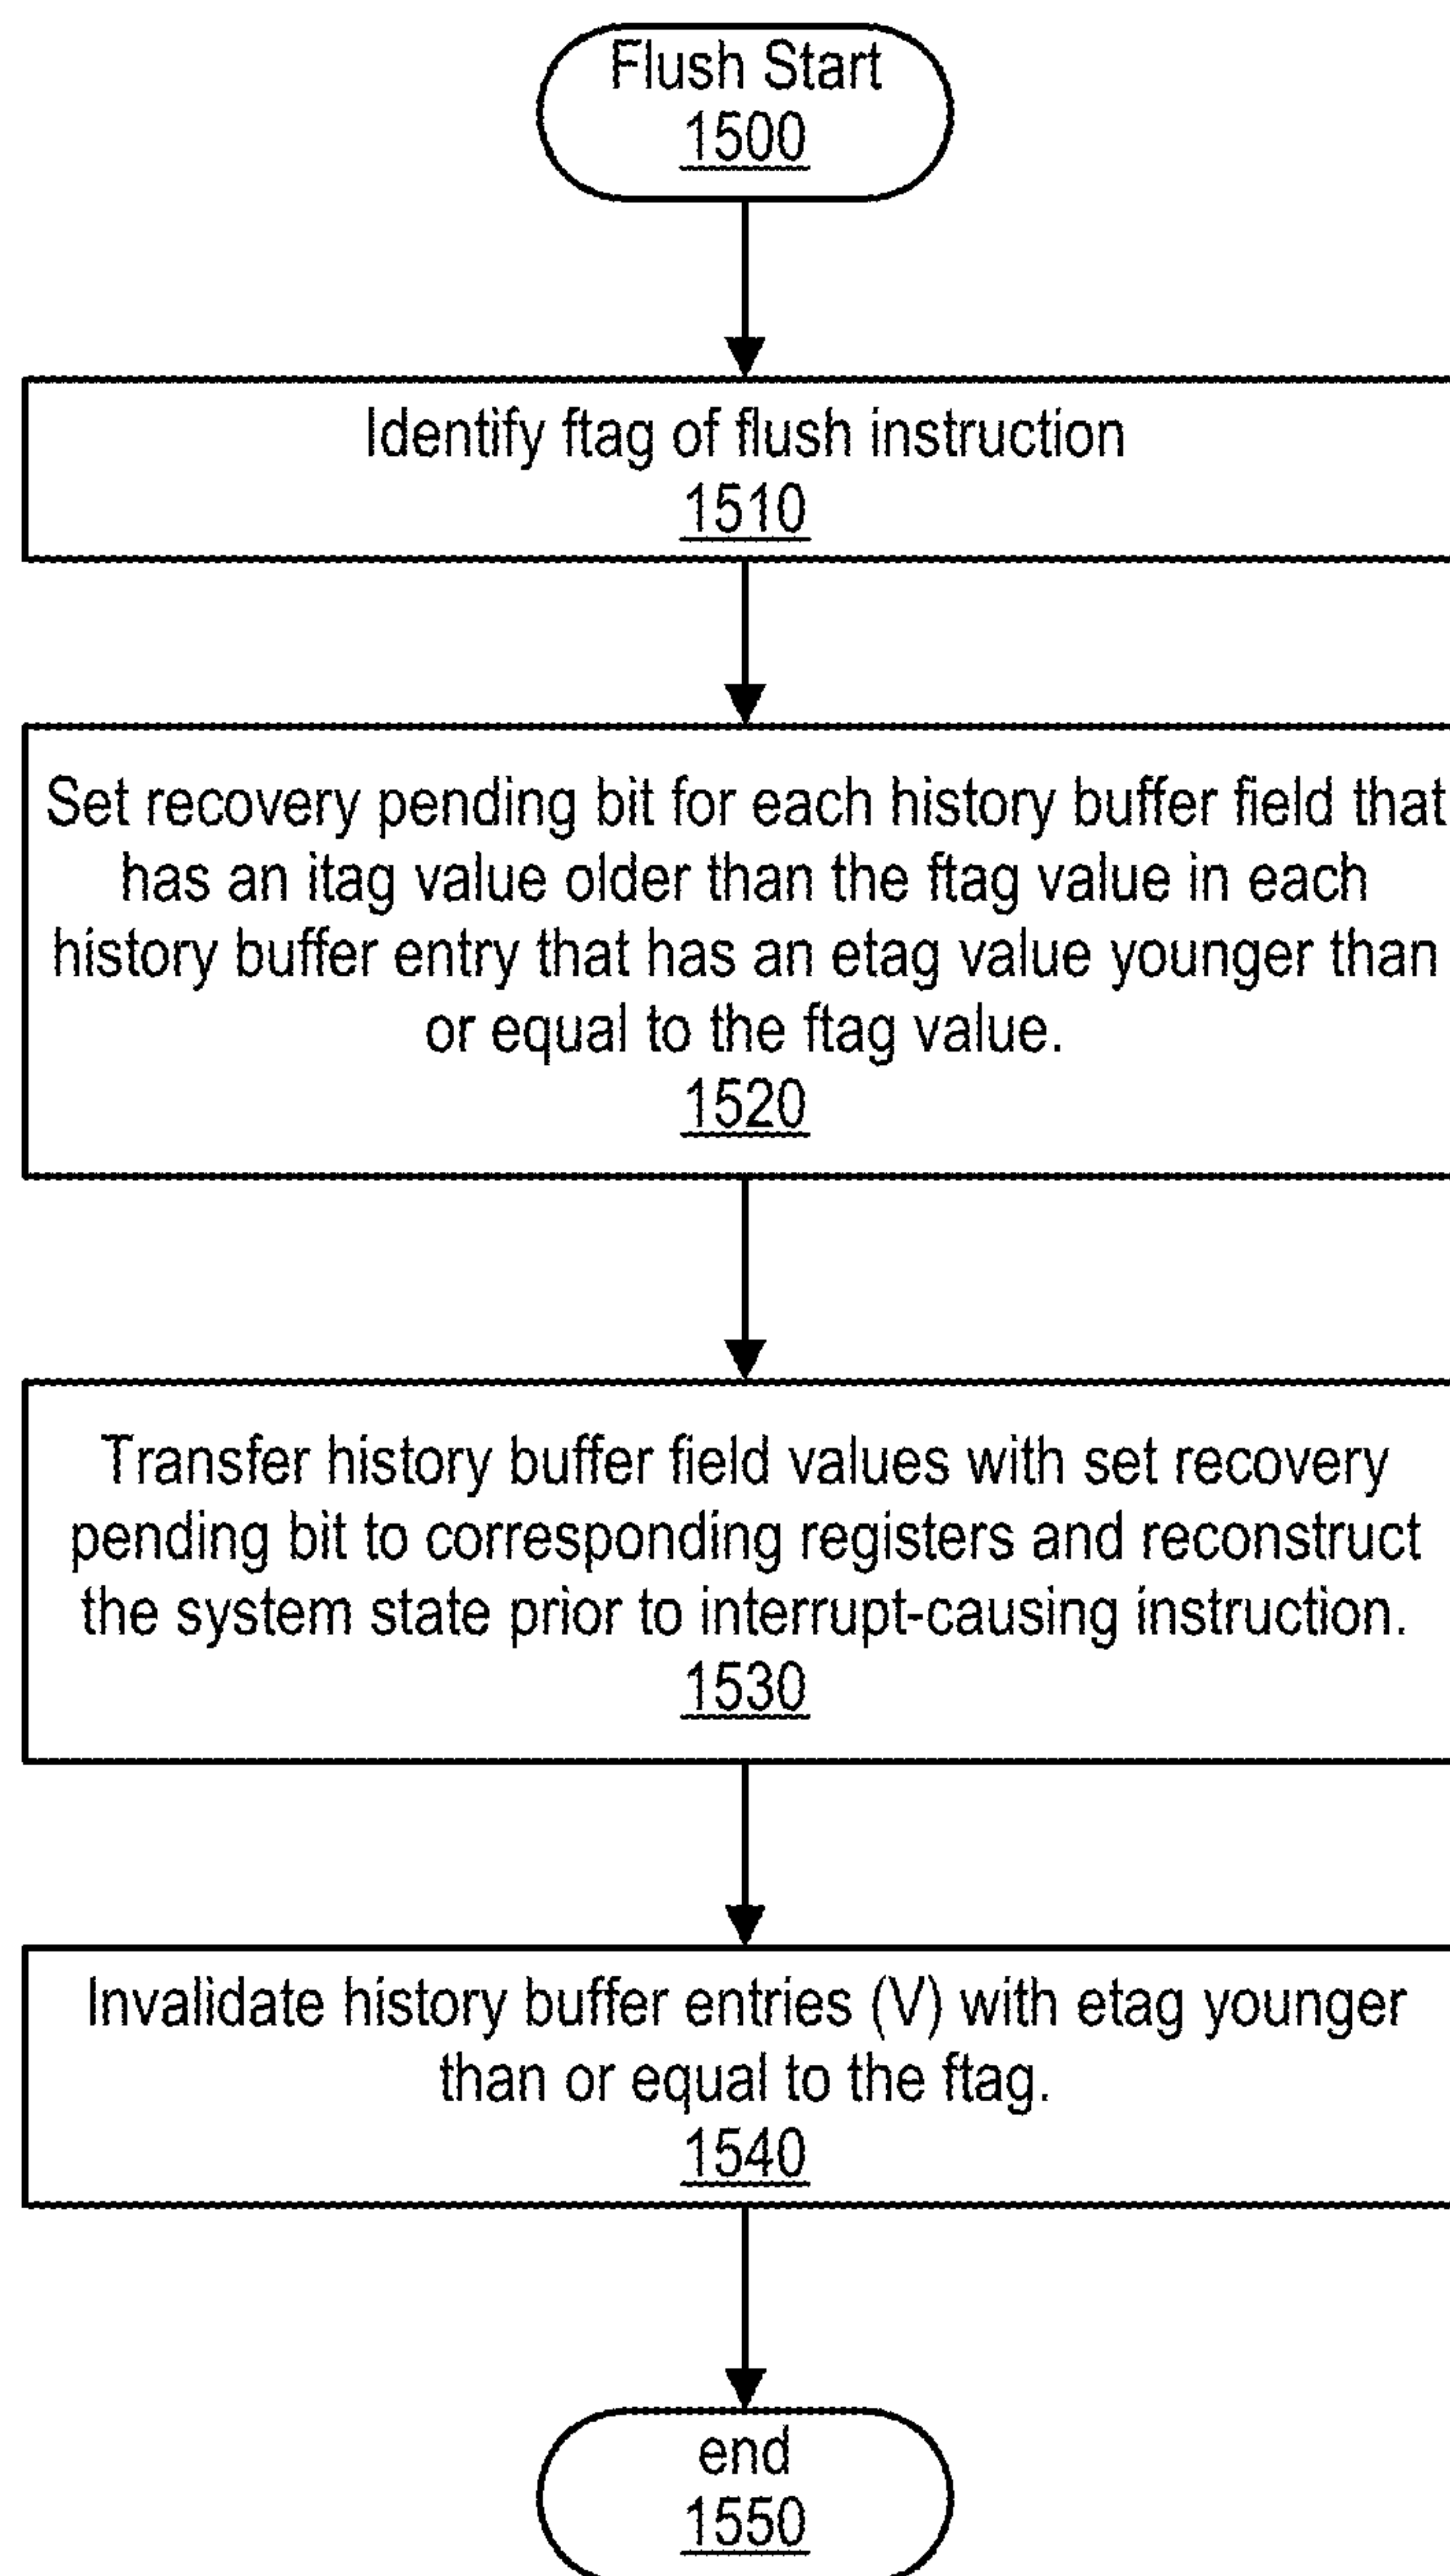 Flush Start
1500
Identify ftag of flush instruction
1510
Set recovery pending bit for each history buffer field that
has an itag value older than the ftag value in each
history buffer entry that has an etag value younger than
or equal to the ftag value.
1520
Transfer history buffer field values with set recovery
pending bit to corresponding registers and reconstruct
the system state prior to interrupt-causing instruction.
1530
Invalidate history buffer entries (V) with etag younger
than or equal to the ftag.
1540
end
1550